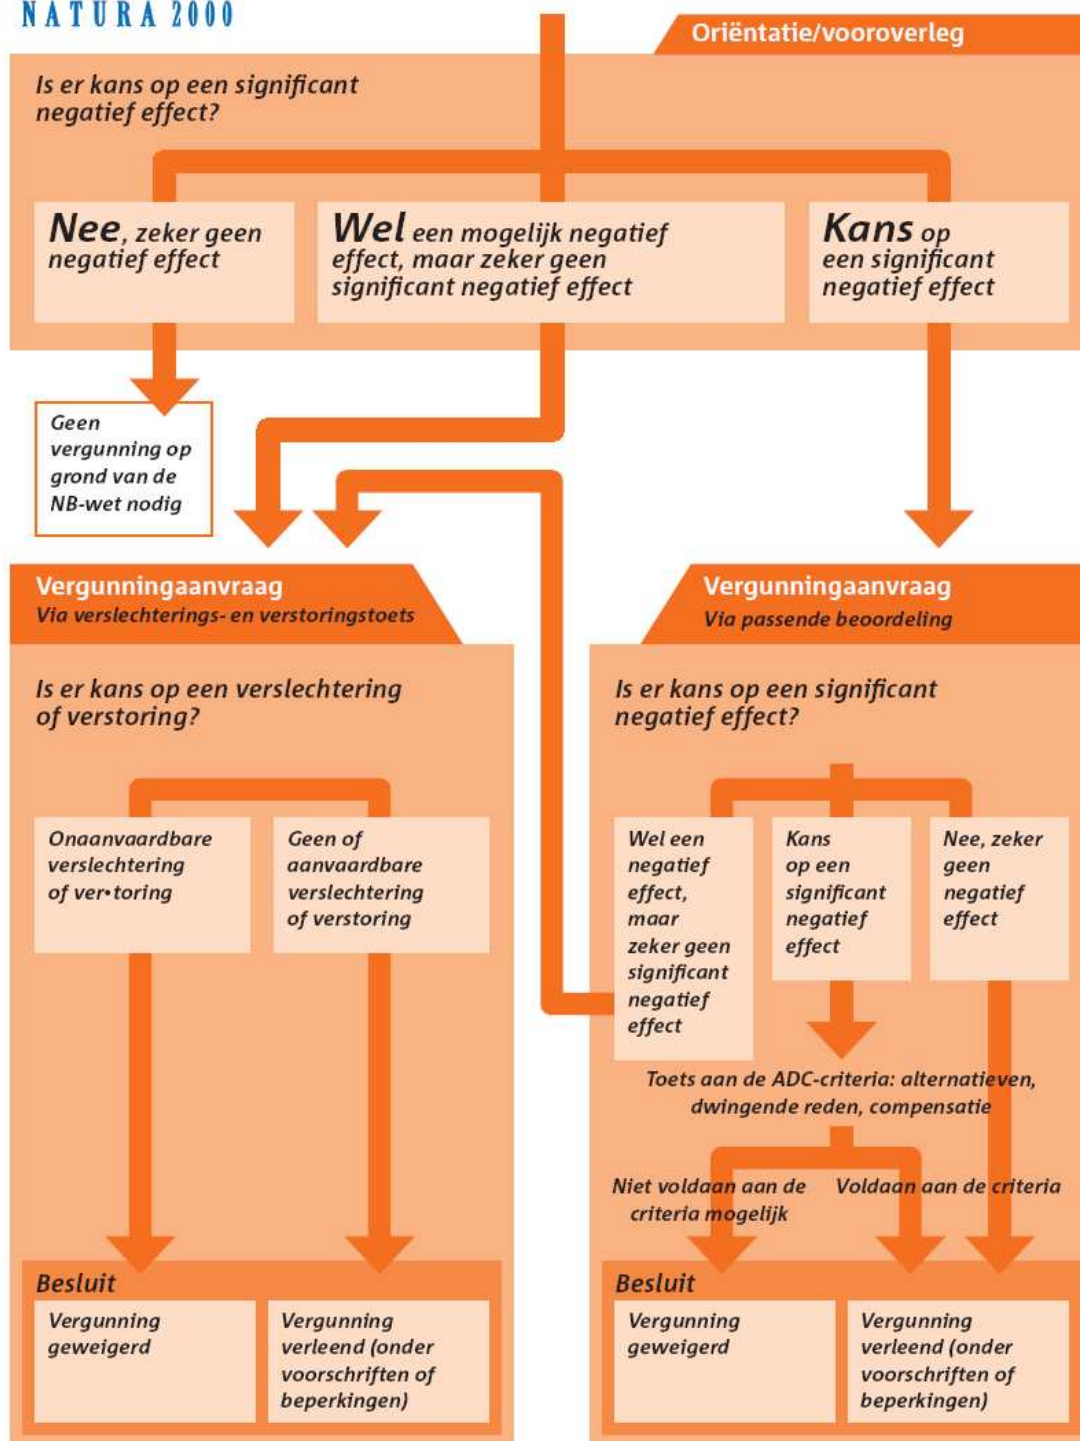 NATURA 2000
Oriëntatie/vooroverleg
Is er kans op een significant
negatief effect?
Nee, zeker geen
negatief effect
Wel een mogelijk negatief
effect, maar zeker geen
significant negatief effect
Kans op
een significant
negatief effect
Geen
vergunning op
grond van de
NB-wet nodig
Vergunningaanvraag
Via verslechterings- en verstoringstoets
Is er kans op een verslechtering
of verstoring?
Onaanvaardbare
verslechtering
of ver•toring
Geen of
aanvaardbare
verslechtering
of verstoring
Besluit
Vergunning
geweigerd
Vergunning
verleend (onder
voorschriften of
beperkingen)
Vergunningaanvraag
Via passende beoordeling
Is er kans op een significant
negatief effect?
Wel een
negatief
effect,
maar
zeker geen
significant
negatief
effect
Kans
op een
significant
negatief
effect
Nee, zeker
geen
negatief
effect
Toets aan de ADC-criteria: alternatieven,
dwingende reden, compensatie
Niet voldaan aan de
criteria mogelijk
Voldaan aan de criteria
Besluit
Vergunning
geweigerd
Vergunning
verleend (onder
voorschriften of
beperkingen)